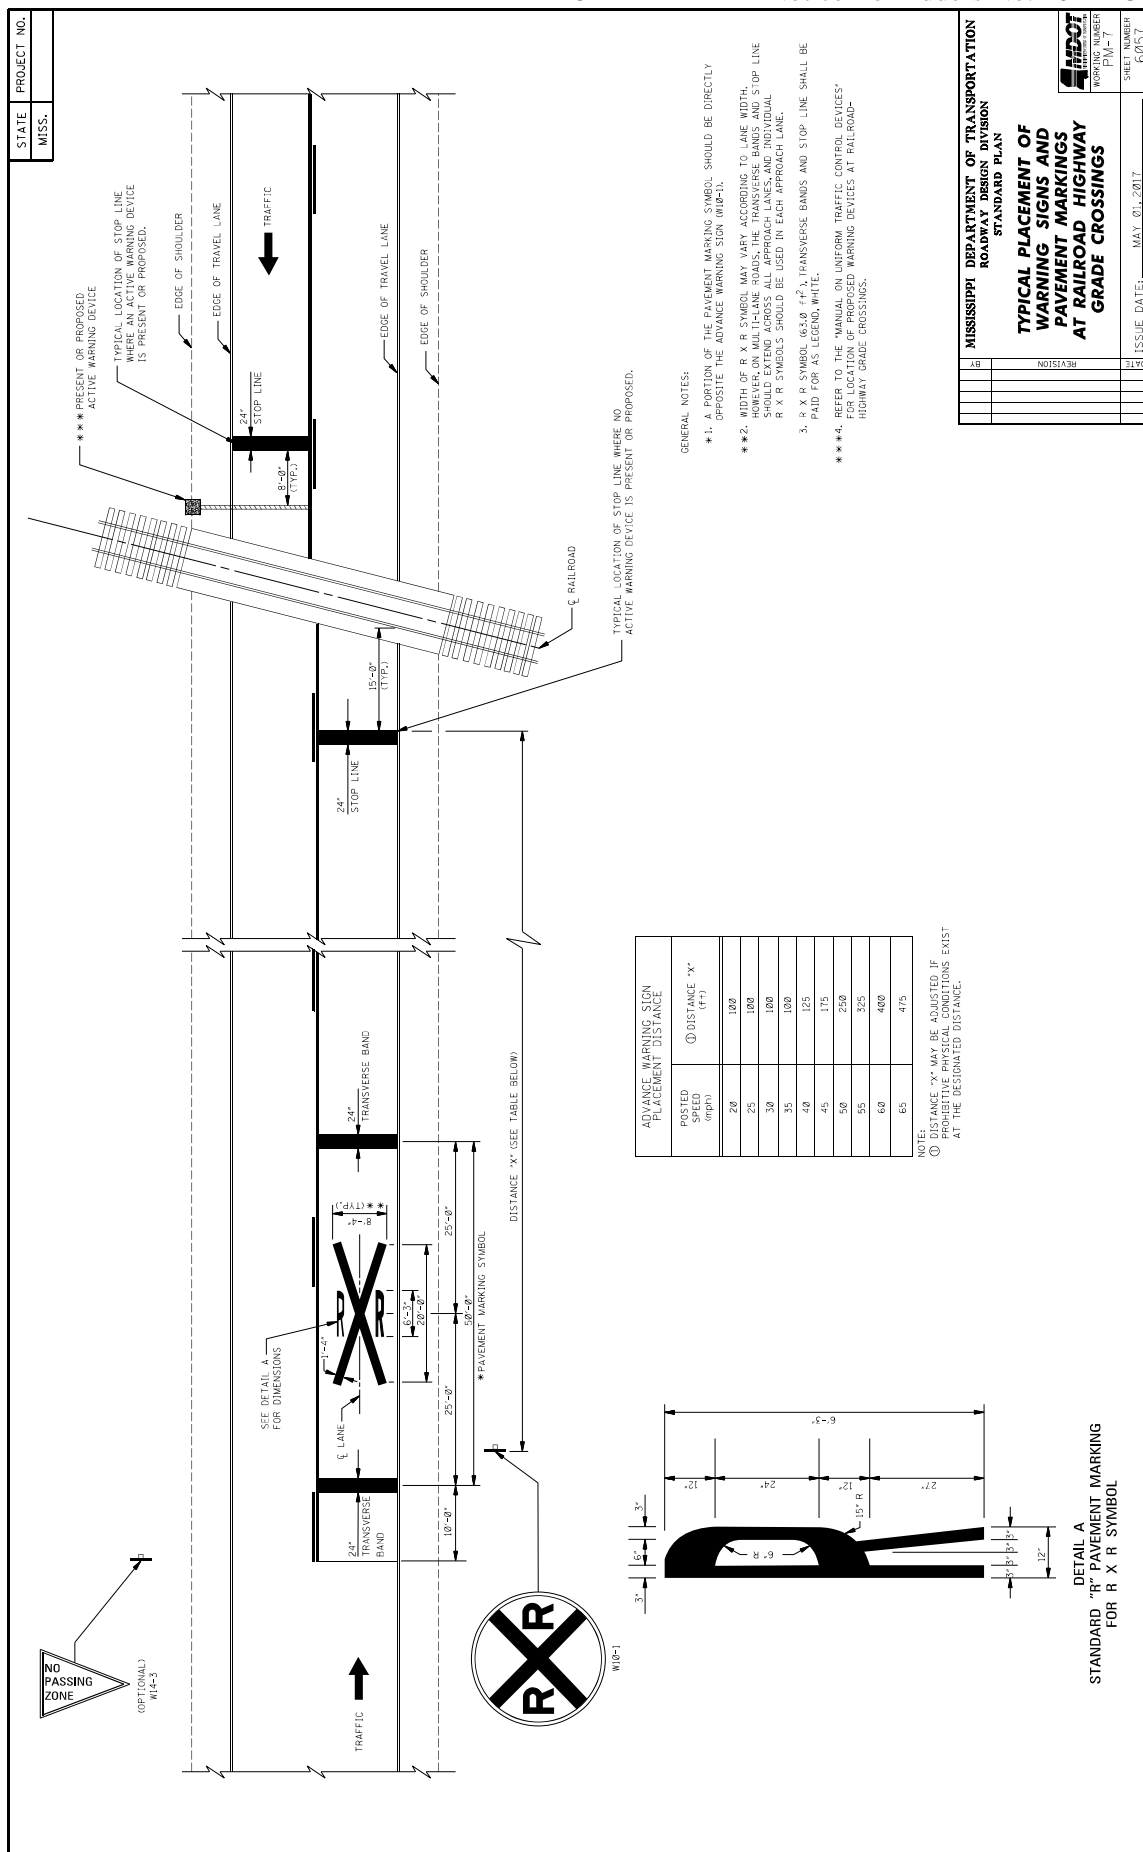 STATE
PROJECT NO.
MISS.
* * * PRESENT OR PROPOSED
ACTIVE WARNING DEVICE
TYPICAL LOCATION OF STOP LINE
WHERE AN ACTIVE WARNING DEVICE
IS PRESENT OR PROPOSED.
EDGE OF SHOULDER
EDGE OF TRAVEL LANE
TRAFFIC
24"
STOP LINE
8'-0"
(TYP.)
EDGE OF TRAVEL LANE
EDGE OF SHOULDER
℄ RAILROAD
15'-0"
(TYP.)
TYPICAL LOCATION OF STOP LINE WHERE NO
ACTIVE WARNING DEVICE IS PRESENT OR PROPOSED.
24"
STOP LINE
24"
TRANSVERSE BAND
DISTANCE "X" (SEE TABLE BELOW)
SEE DETAIL A
FOR DIMENSIONS
8'-4"
* * (TYP.)
1'-4"
R X R
℄ LANE
6'-3"
20'-0"
25'-0"
25'-0"
50'-0"
* PAVEMENT MARKING SYMBOL
24"
TRANSVERSE
BAND
10'-0"
TRAFFIC
NO
PASSING
ZONE
(OPTIONAL)
W14-3
R R
W10-1
GENERAL NOTES:
* 1. A PORTION OF THE PAVEMENT MARKING SYMBOL SHOULD BE DIRECTLY
OPPOSITE THE ADVANCE WARNING SIGN (W10-1).
* * 2. WIDTH OF R X R SYMBOL MAY VARY ACCORDING TO LANE WIDTH.
HOWEVER, ON MULTI-LANE ROADS, THE TRANSVERSE BANDS AND STOP LINE
SHOULD EXTEND ACROSS ALL APPROACH LANES, AND INDIVIDUAL
R X R SYMBOLS SHOULD BE USED IN EACH APPROACH LANE.
3. R X R SYMBOL (63.0 ft²), TRANSVERSE BANDS AND STOP LINE SHALL BE
PAID FOR AS LEGEND, WHITE.
* * * 4. REFER TO THE "MANUAL ON UNIFORM TRAFFIC CONTROL DEVICES"
FOR LOCATION OF PROPOSED WARNING DEVICES AT RAILROAD-
HIGHWAY GRADE CROSSINGS.
ADVANCE WARNING SIGN
PLACEMENT DISTANCE
POSTED
SPEED
(mph)
① DISTANCE "X"
(ft)
20 100
25 100
30 100
35 100
40 125
45 175
50 250
55 325
60 400
65 475
NOTE:
① DISTANCE "X" MAY BE ADJUSTED IF
PROHIBITIVE PHYSICAL CONDITIONS EXIST
AT THE DESIGNATED DISTANCE.
6'-3"
12"
24"
12"
27"
3"
6"
3"
6" R
15" R
3"
3"
3"
3"
12"
DETAIL A
STANDARD "R" PAVEMENT MARKING
FOR R X R SYMBOL
BY
REVISION
DATE
MISSISSIPPI DEPARTMENT OF TRANSPORTATION
ROADWAY DESIGN DIVISION
STANDARD PLAN
TYPICAL PLACEMENT OF
WARNING SIGNS AND
PAVEMENT MARKINGS
AT RAILROAD HIGHWAY
GRADE CROSSINGS
MDOT
WORKING NUMBER
PM-7
SHEET NUMBER
6057
ISSUE DATE: MAY 01, 2017